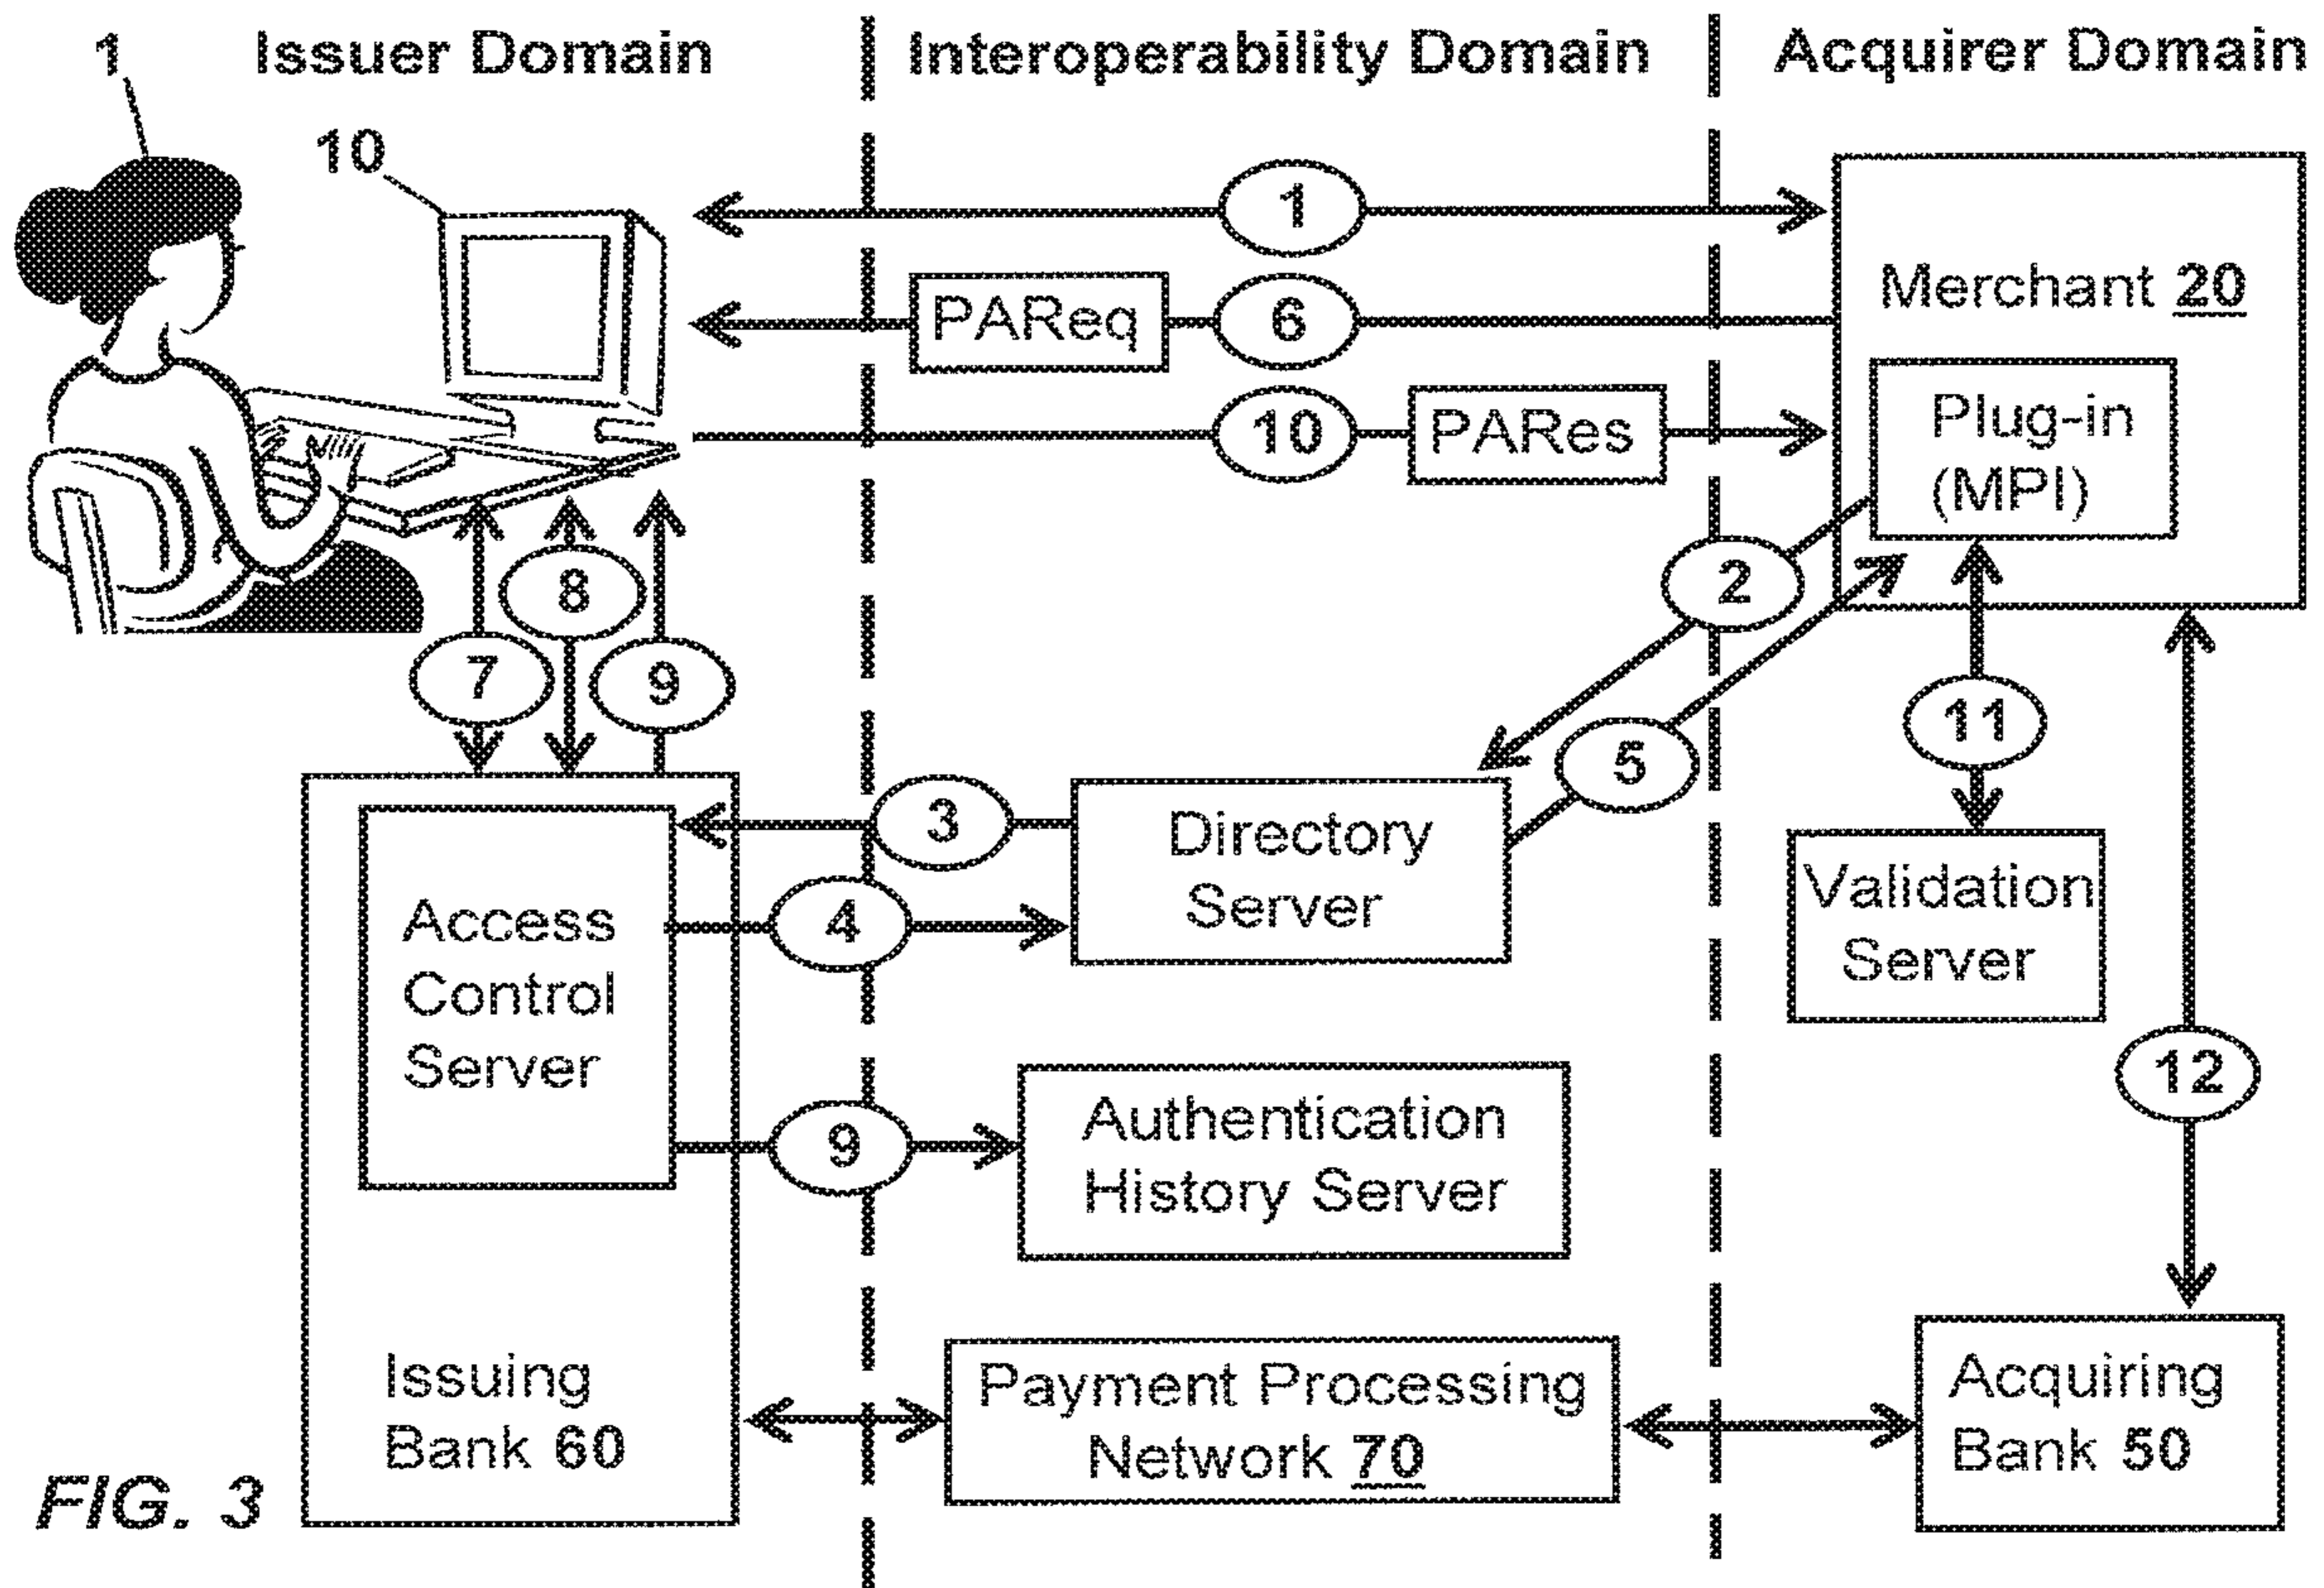 1
Issuer Domain
Interoperability Domain
Acquirer Domain
10
1
Merchant 20
PAReq
6
10
PARes
Plug-in
(MPI)
2
8
7
9
11
5
3
Directory
Server
Validation
Server
Access
Control
Server
4
12
9
Authentication
History Server
Issuing
Bank 60
Payment Processing
Network 70
Acquiring
Bank 50
FIG. 3